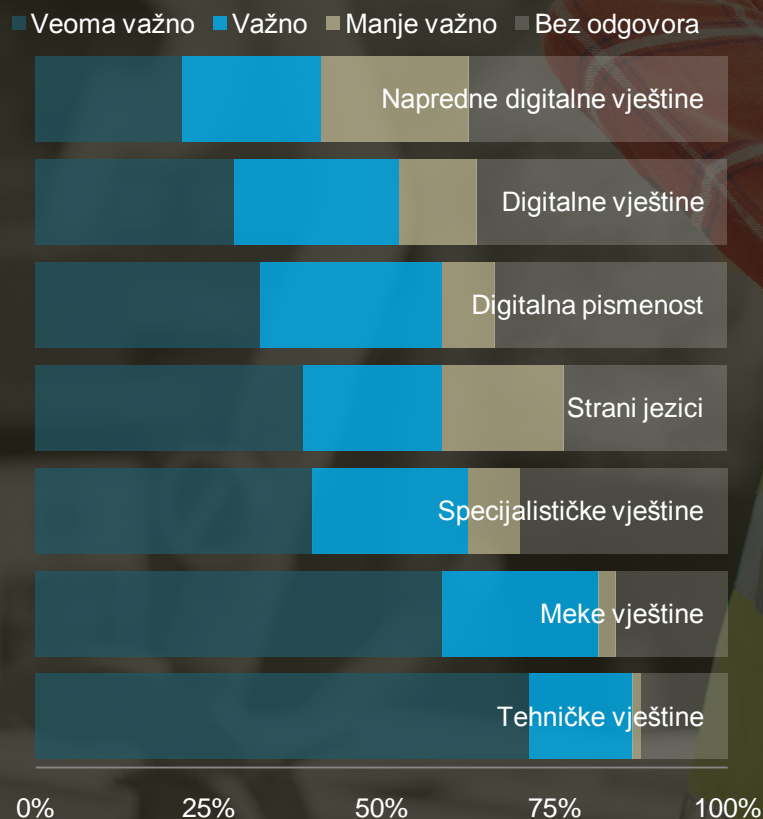 Veoma važno Važno Manje važno Bez odgovora
Napredne digitalne vještine
Digitalne vještine
Digitalna pismenost
Strani jezici
Specijalističke vještine
Meke vještine
Tehničke vještine
0% 25% 50% 75% 100%